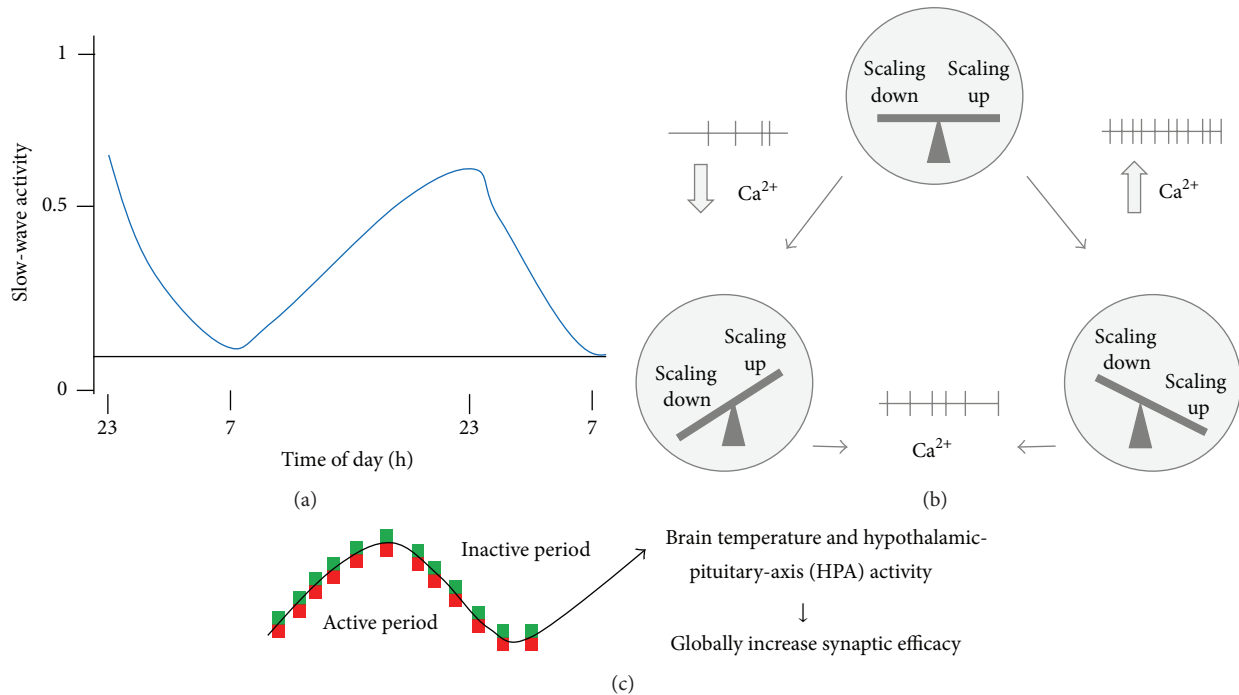 1
0.5
0
Slow-wave activity
23
7
23
7
Time of day (h)
(a)
Scaling
down
Scaling
up
Ca²⁺
Ca²⁺
Scaling
down
Scaling
up
Scaling
down
Scaling
up
Ca²⁺
(b)
Inactive period
Active period
Brain temperature and hypothalamic-
pituitary-axis (HPA) activity
Globally increase synaptic efficacy
(c)